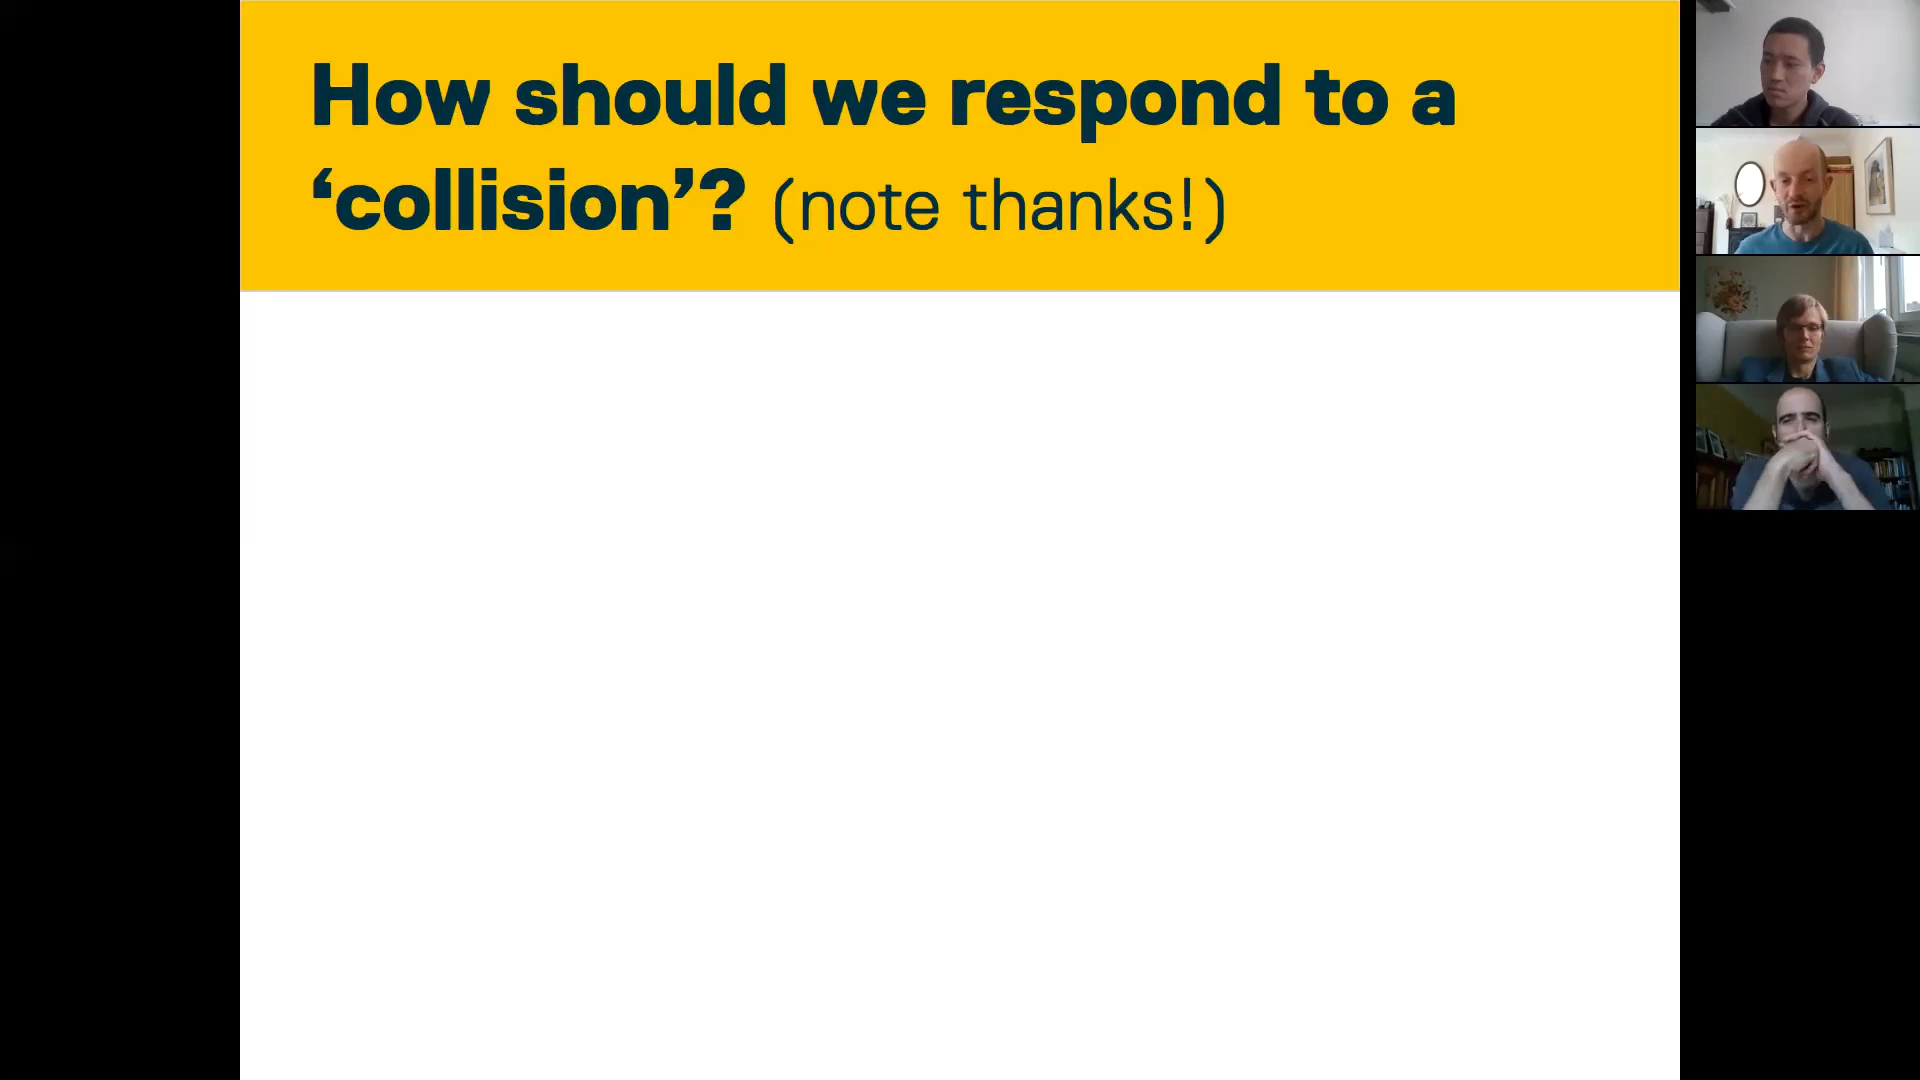 How should we respond to a
‘collision’? (note thanks!)